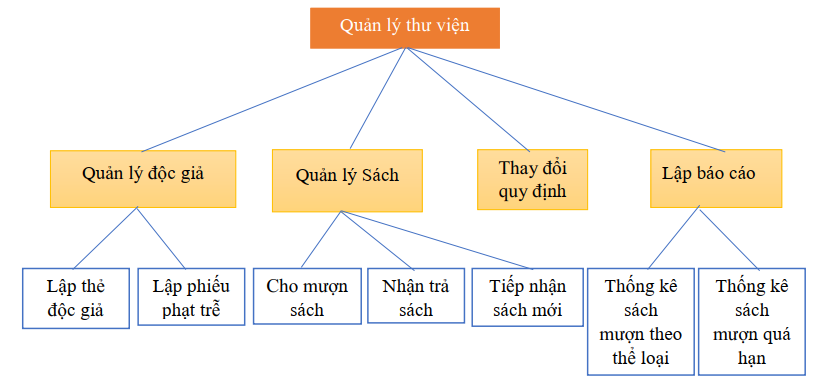 Quản lý thư viện
Quản lý độc giả
Quản lý Sách
Thay đổi
quy định
Lập báo cáo
Lập thẻ
độc giả
Lập phiếu
phạt trễ
Cho mượn
sách
Nhận trả
sách
Tiếp nhận
sách mới
Thống kê
sách
mượn theo
thể loại
Thống kê
sách
mượn quá
hạn